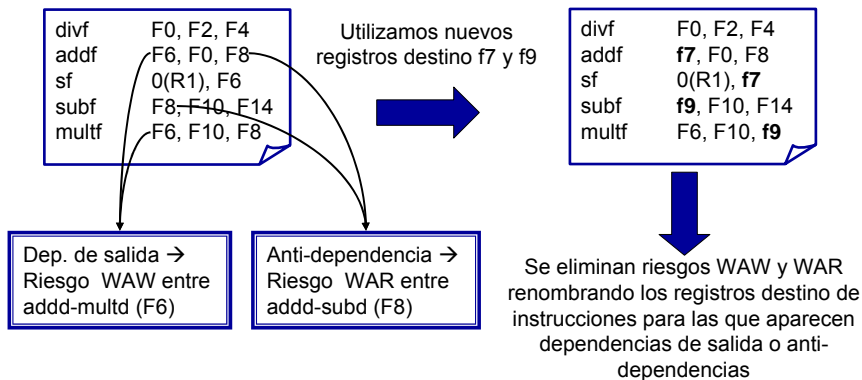 divf F0, F2, F4
addf F6, F0, F8
sf 0(R1), F6
subf F8, F10, F14
multf F6, F10, F8
Utilizamos nuevos
registros destino f7 y f9
divf F0, F2, F4
addf f7, F0, F8
sf 0(R1), f7
subf f9, F10, F14
multf F6, F10, f9
Dep. de salida →
Riesgo WAW entre
addd-multd (F6)
Anti-dependencia →
Riesgo WAR entre
addd-subd (F8)
Se eliminan riesgos WAW y WAR
renombrando los registros destino de
instrucciones para las que aparecen
dependencias de salida o anti-
dependencias